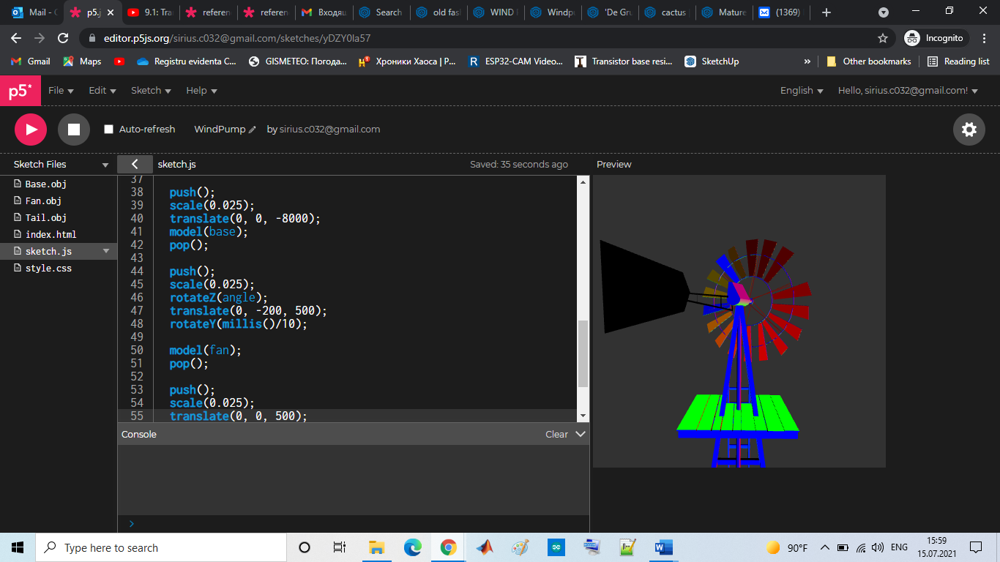 Mail - C
p5.j
9.1: Tra
referen
referen
Входящ
Search
old fash
WIND P
Windpu
'De Gru
cactus
Mature
(1369)
editor.p5js.org/sirius.c032@gmail.com/sketches/yDZY0la57
Incognito
Gmail
Maps
Registru evidenta C...
GISMETEO: Погода...
Хроники Хаоса | Р...
ESP32-CAM Video...
Transistor base resi...
SketchUp
»
Other bookmarks
Reading list
p5*
File
Edit
Sketch
Help
English
Hello, sirius.c032@gmail.com!
Auto-refresh
WindPump
by sirius.c032@gmail.com
Sketch Files
sketch.js
Saved: 35 seconds ago
Preview
Base.obj
Fan.obj
Tail.obj
index.html
sketch.js
style.css
37
38 push();
39 scale(0.025);
40 translate(0, 0, -8000);
41 model(base);
42 pop();
43
44 push();
45 scale(0.025);
46 rotateZ(angle);
47 translate(0, -200, 500);
48 rotateY(millis()/10);
49
50 model(fan);
51 pop();
52
53 push();
54 scale(0.025);
55 translate(0, 0, 500);
Console
Clear
>
Type here to search
90°F
ENG
15:59
15.07.2021